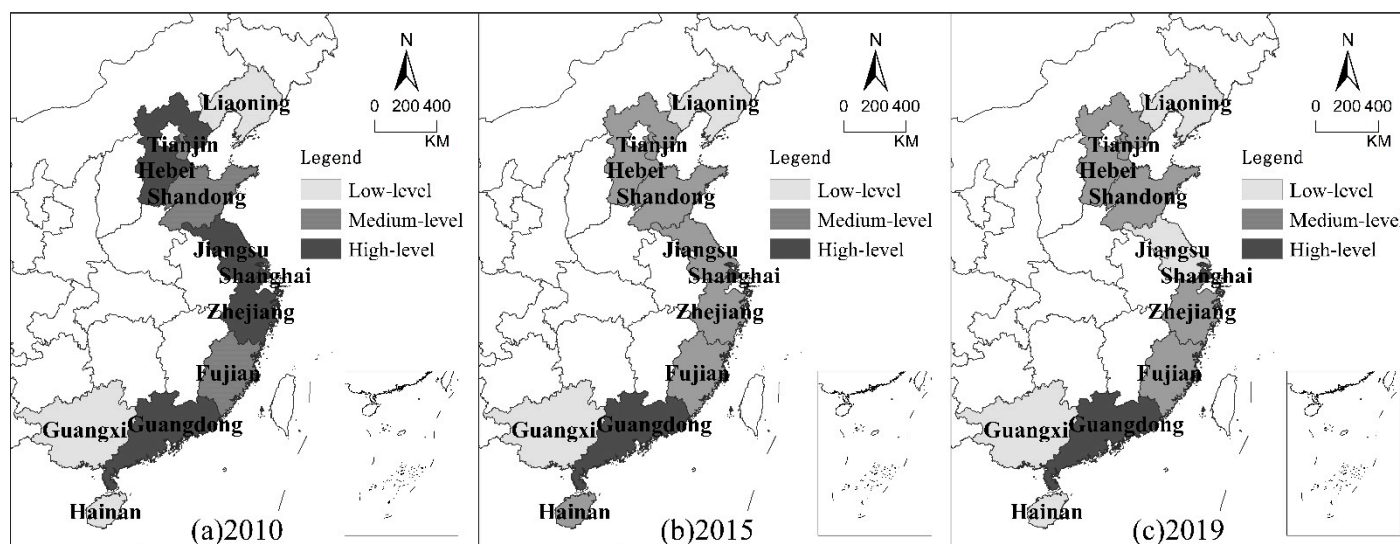 N
0 200 400
KM
Legend
Low-level
Medium-level
High-level
Liaoning
Tianjin
Hebei
Shandong
Jiangsu
Shanghai
Zhejiang
Fujian
Guangxi
Guangdong
Hainan
(a)2010
N
0 200 400
KM
Legend
Low-level
Medium-level
High-level
Liaoning
Tianjin
Hebei
Shandong
Jiangsu
Shanghai
Zhejiang
Fujian
Guangxi
Guangdong
Hainan
(b)2015
N
0 200 400
KM
Legend
Low-level
Medium-level
High-level
Liaoning
Tianjin
Hebei
Shandong
Jiangsu
Shanghai
Zhejiang
Fujian
Guangxi
Guangdong
Hainan
(c)2019